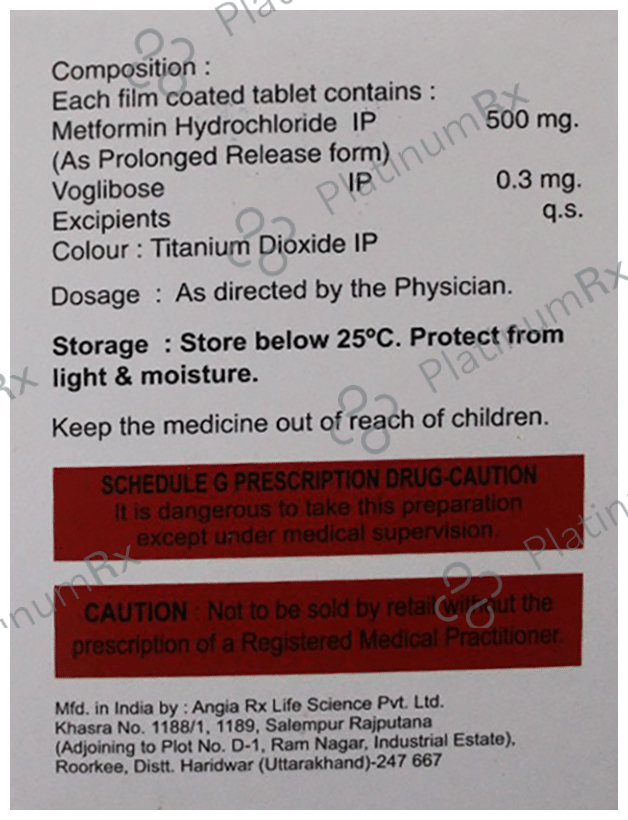 Composition :
Each film coated tablet contains :
Metformin Hydrochloride IP 500 mg.
(As Prolonged Release form)
Voglibose IP 0.3 mg.
Excipients q.s.
Colour : Titanium Dioxide IP
Dosage : As directed by the Physician.
Storage : Store below 25ºC. Protect from
light & moisture.
Keep the medicine out of reach of children.
SCHEDULE G PRESCRIPTION DRUG-CAUTION
It is dangerous to take this preparation
except under medical supervision.
CAUTION : Not to be sold by retail without the
prescription of a Registered Medical Practitioner.
Mfd. in India by : Angia Rx Life Science Pvt. Ltd.
Khasra No. 1188/1, 1189, Salempur Rajputana
(Adjoining to Plot No. D-1, Ram Nagar, Industrial Estate),
Roorkee, Distt. Haridwar (Uttarakhand)-247 667
PlatinumRx
PlatinumRx